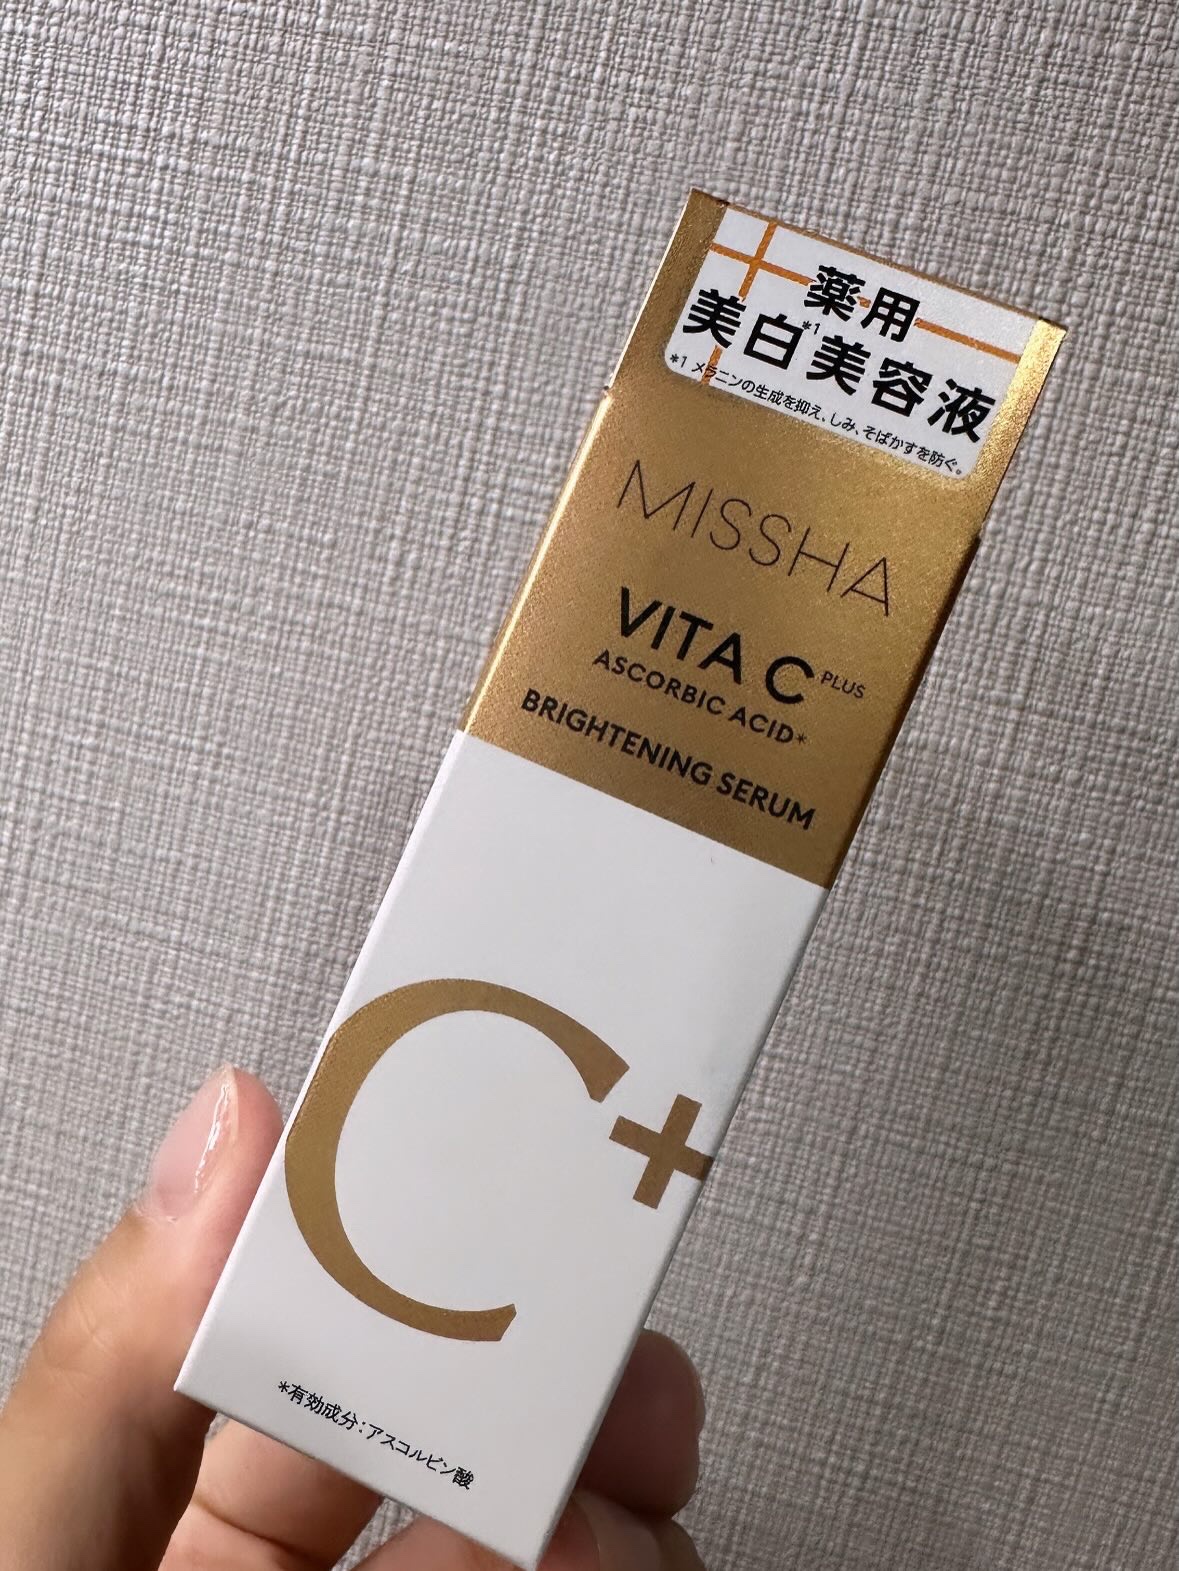 薬用
美白*1美容液
*1 メラニンの生成を抑え、しみ、そばかすを防ぐ。
MISSHA
VITA C PLUS
ASCORBIC ACID*
BRIGHTENING SERUM
C+
*有効成分:アスコルビン酸